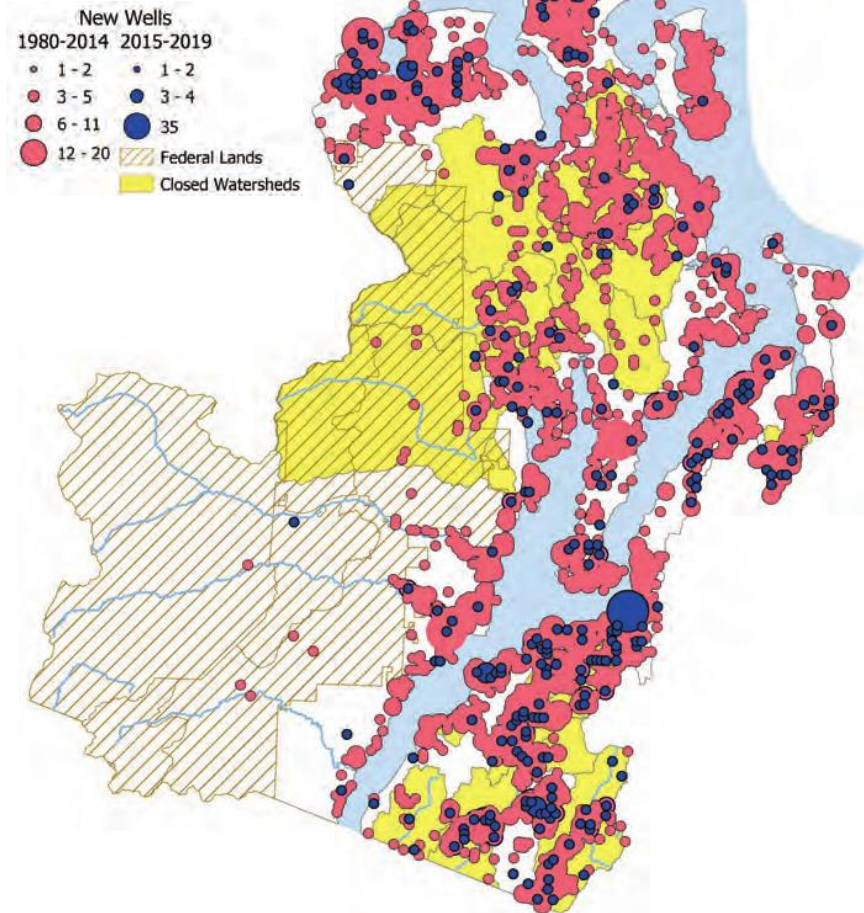 New Wells
1980-2014 2015-2019
1 - 2 1 - 2
3 - 5 3 - 4
6 - 11 35
12 - 20 Federal Lands
Closed Watersheds